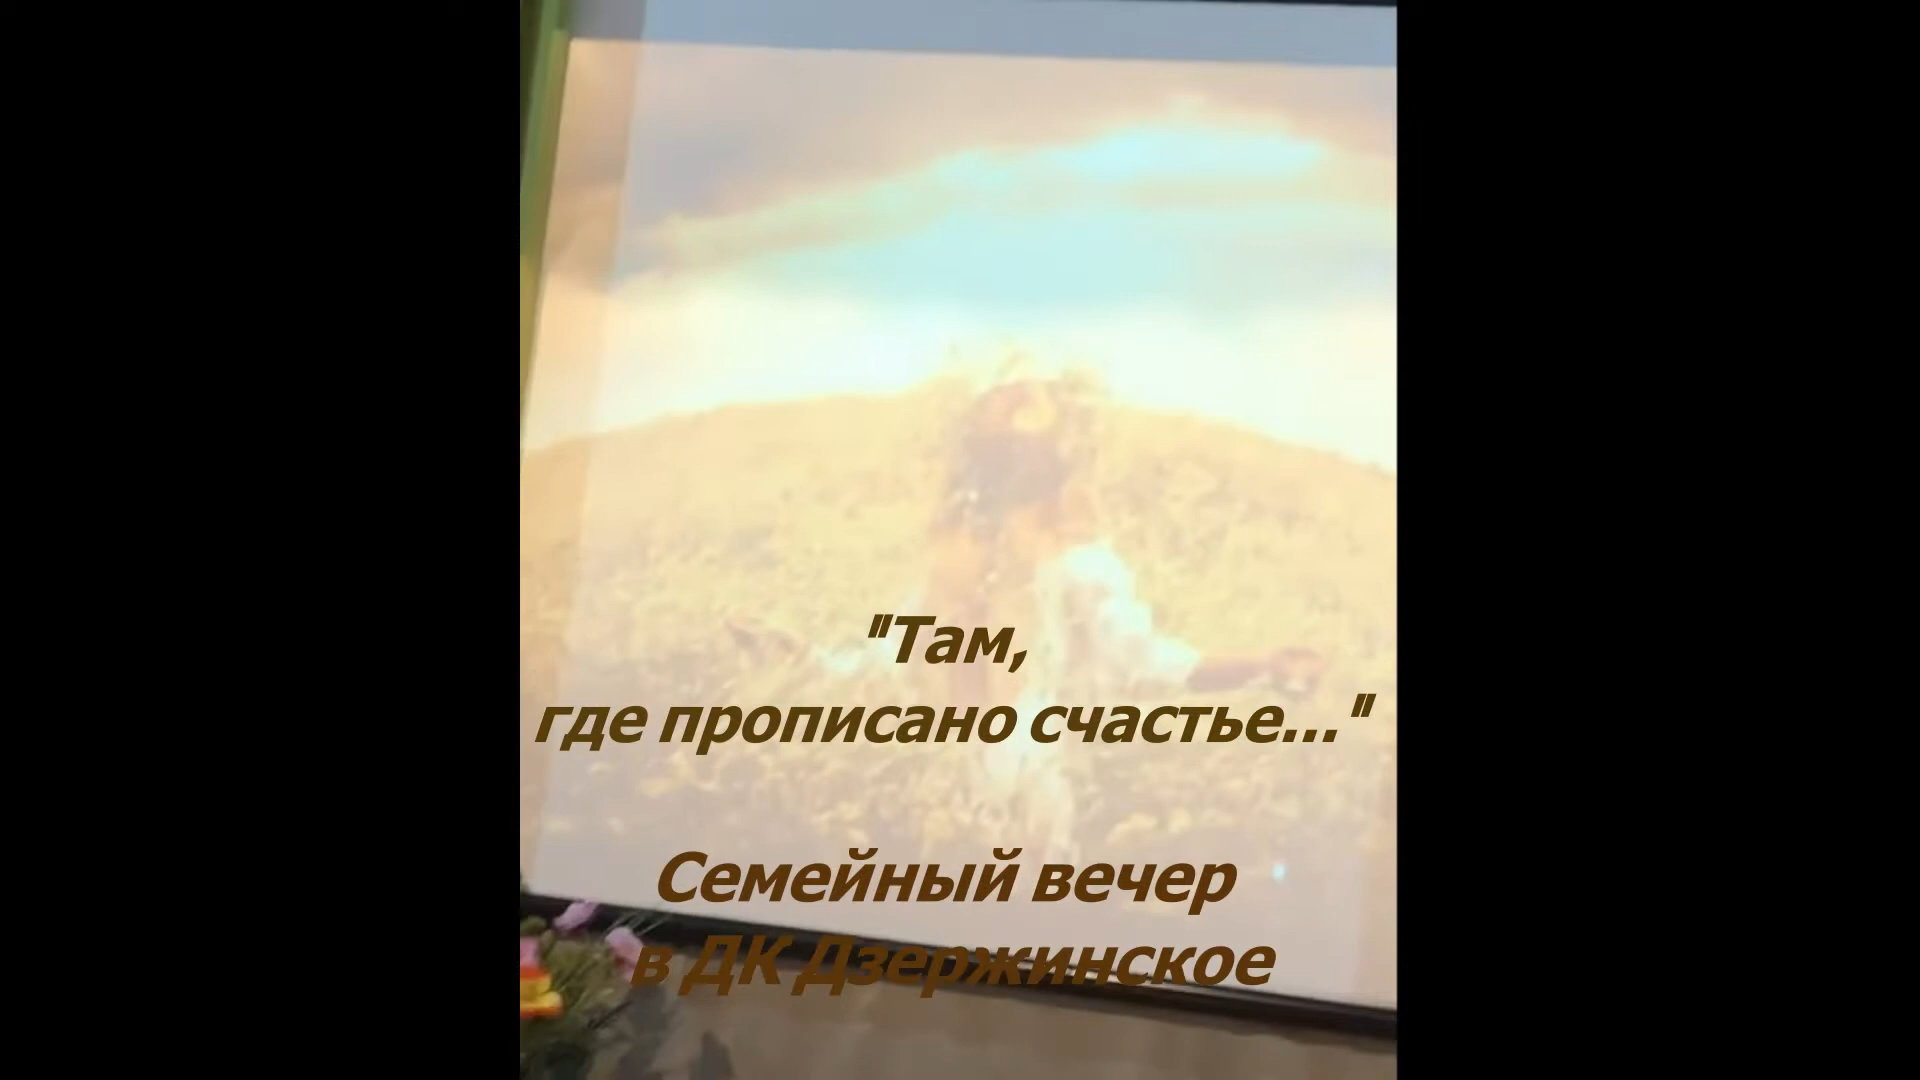 "Там,
где прописано счастье..."
Семейный вечер
в ДК Дзержинское